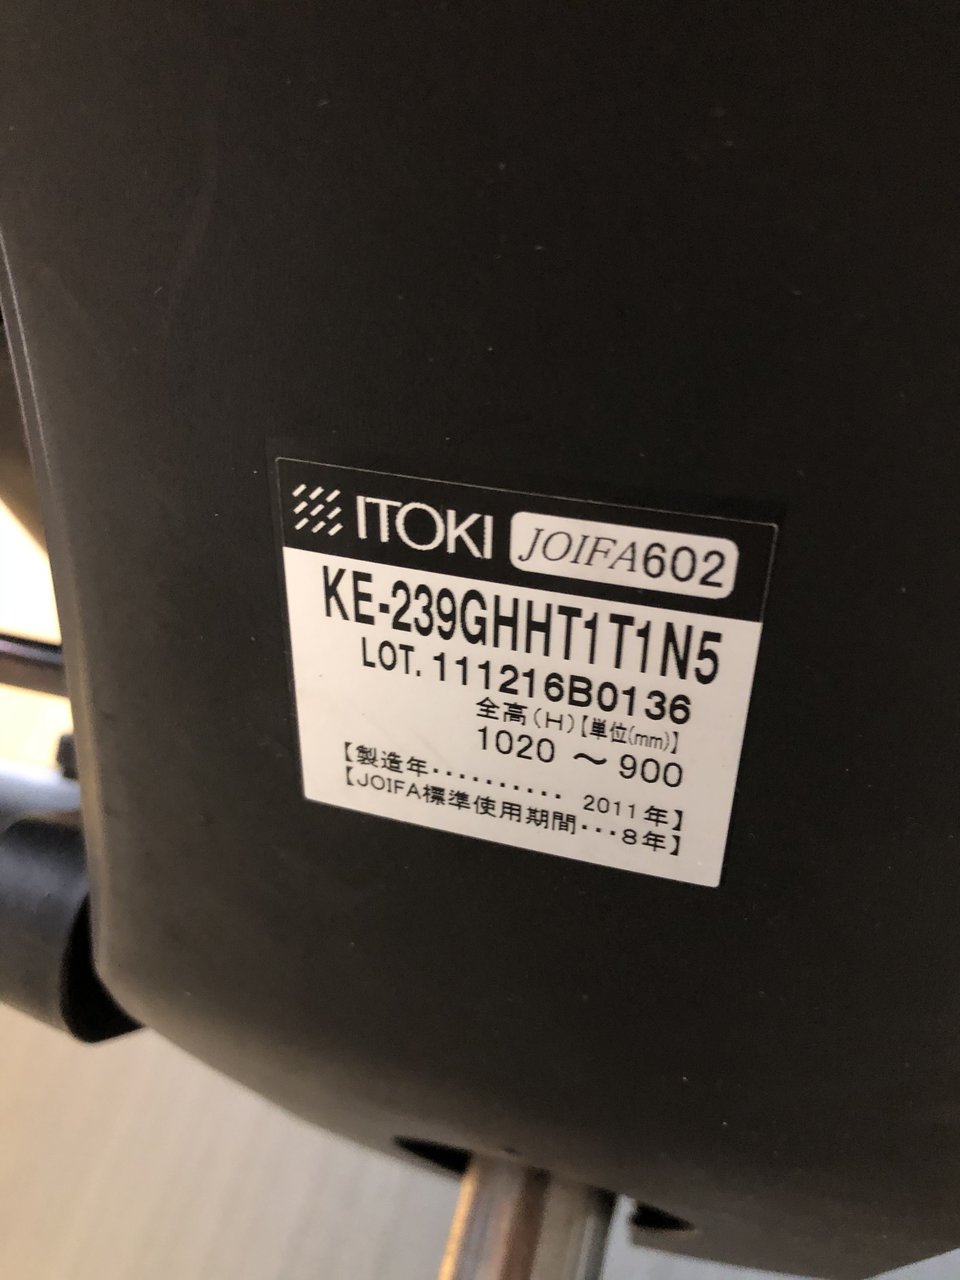 ITOKI JOIFA602
KE-239GHHT1T1N5
LOT. 111216B0136
全高(H)【単位(mm)】
1020 ～ 900
【製造年・・・・・・・・・・ 2011年】
【JOIFA標準使用期間・・・8年】